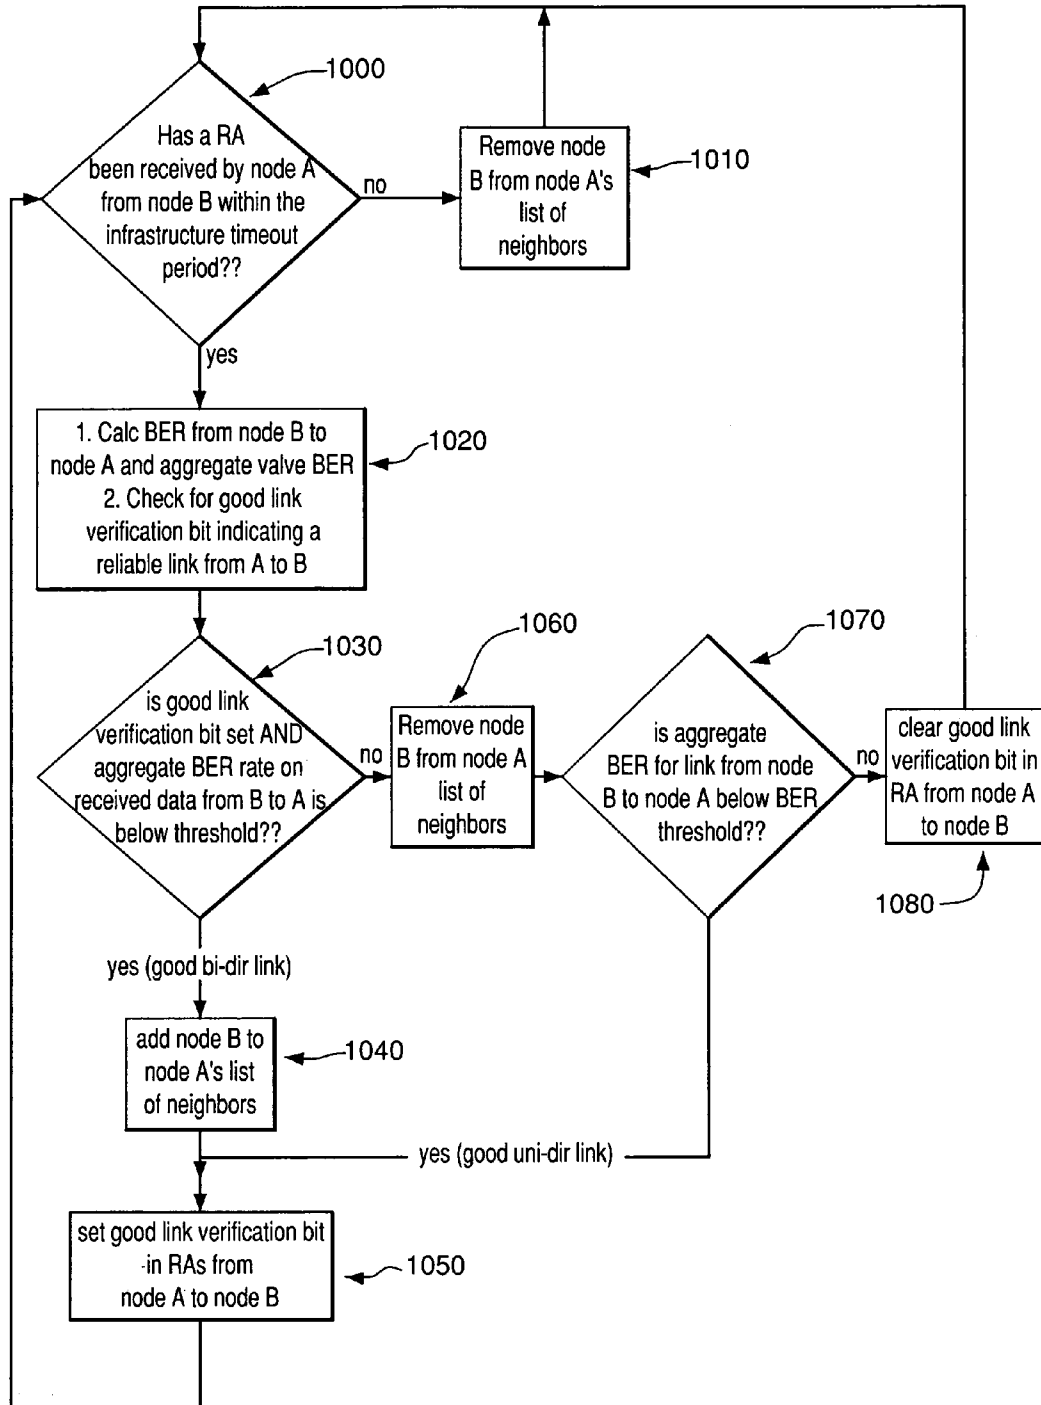 1000
Has a RA
been received by node A
from node B within the
infrastructure timeout
period??
no
Remove node
B from node A's
list of
neighbors
1010
yes
1. Calc BER from node B to
node A and aggregate valve BER
2. Check for good link
verification bit indicating a
reliable link from A to B
1020
1030
is good link
verification bit set AND
aggregate BER rate on
received data from B to A is
below threshold??
no
1060
Remove node
B from node A
list of
neighbors
1070
is aggregate
BER for link from node
B to node A below BER
threshold??
no
clear good link
verification bit in
RA from node A
to node B
1080
yes (good bi-dir link)
add node B to
node A's list
of neighbors
1040
yes (good uni-dir link)
set good link verification bit
in RAs from
node A to node B
1050